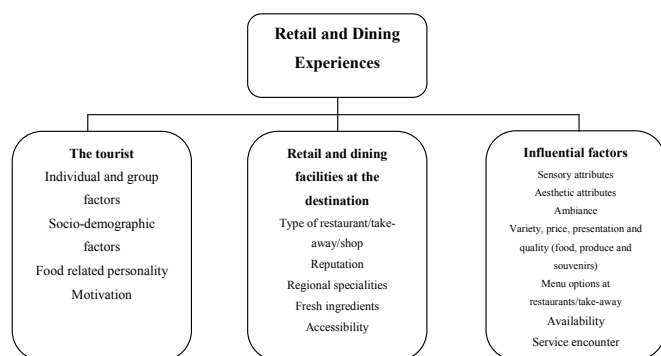 Retail and Dining
Experiences
The tourist
Individual and group
factors
Socio-demographic
factors
Food related personality
Motivation
Retail and dining
facilities at the
destination
Type of restaurant/take-
away/shop
Reputation
Regional specialities
Fresh ingredients
Accessibility
Influential factors
Sensory attributes
Aesthetic attributes
Ambiance
Variety, price, presentation and
quality (food, produce and
souvenirs)
Menu options at
restaurants/take-away
Availability
Service encounter